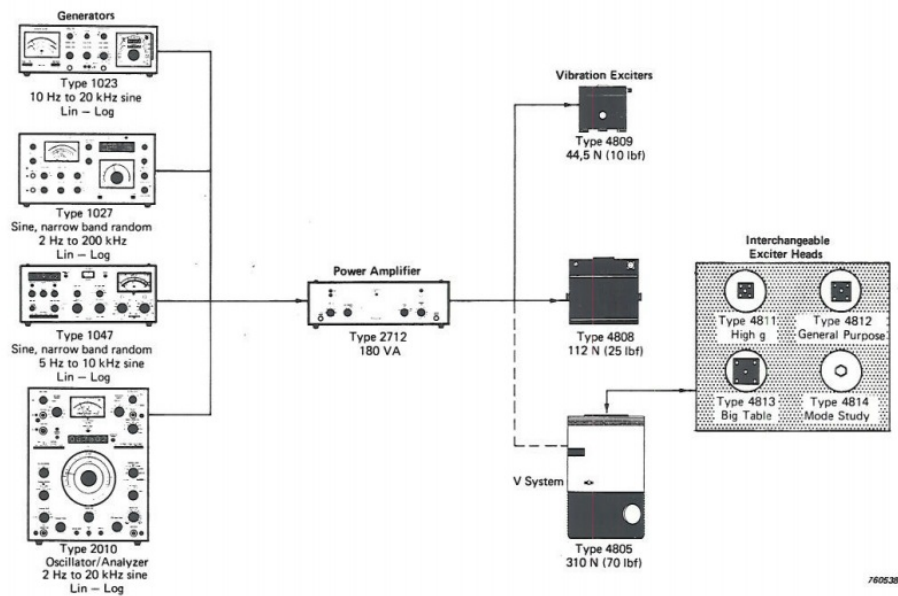 Generators
Type 1023
10 Hz to 20 kHz sine
Lin – Log
Type 1027
Sine, narrow band random
2 Hz to 200 kHz
Lin – Log
Type 1047
Sine, narrow band random
5 Hz to 10 kHz sine
Lin – Log
Type 2010
Oscillator/Analyzer
2 Hz to 20 kHz sine
Lin – Log
Power Amplifier
Type 2712
180 VA
Vibration Exciters
Type 4809
44,5 N (10 lbf)
Type 4808
112 N (25 lbf)
V System
Type 4805
310 N (70 lbf)
Interchangeable
Exciter Heads
Type 4811
High g
Type 4812
General Purpose
Type 4813
Big Table
Type 4814
Mode Study
760538